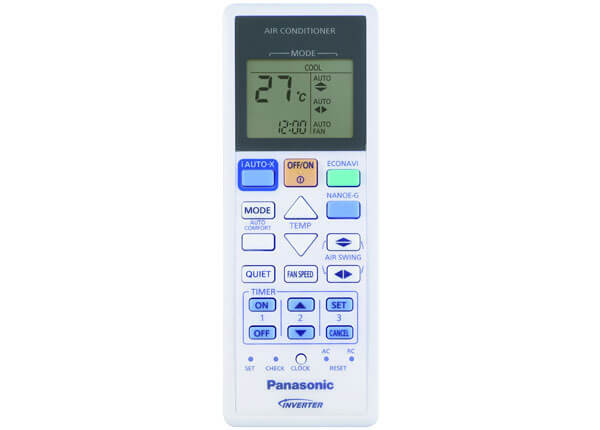 AIR CONDITIONER
MODE
COOL
27°C
AUTO
AUTO
12:00
AUTO
FAN
iAUTO-X
OFF/ON
ECONAVI
NANOE-G
MODE
TEMP
AUTO
COMFORT
AIR SWING
QUIET
FAN SPEED
TIMER
ON
SET
1
2
3
OFF
CANCEL
AC
RC
SET
CHECK
CLOCK
RESET
Panasonic
INVERTER